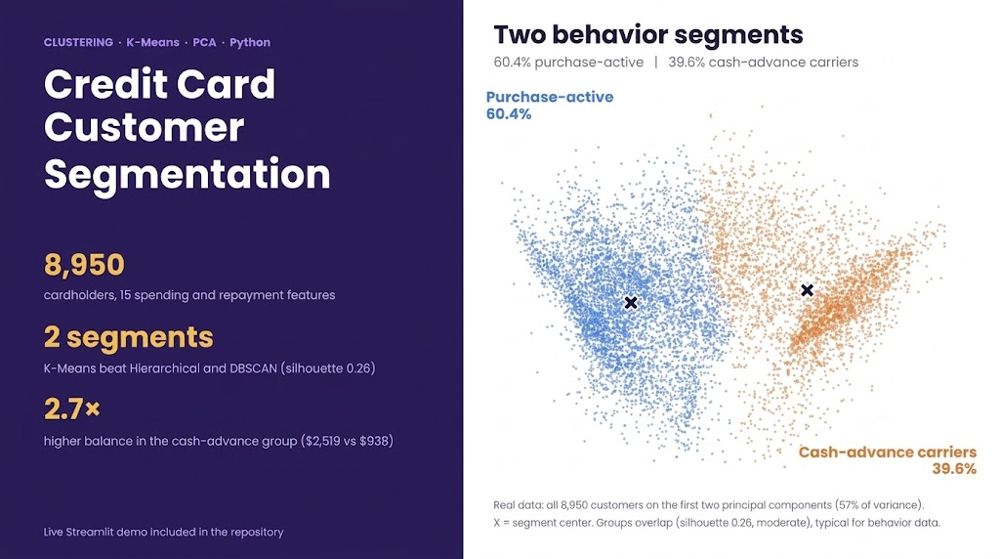 CLUSTERING · K-Means · PCA · Python
Credit Card
Customer
Segmentation
8,950
cardholders, 15 spending and repayment features
2 segments
K-Means beat Hierarchical and DBSCAN (silhouette 0.26)
2.7×
higher balance in the cash-advance group ($2,519 vs $938)
Live Streamlit demo included in the repository
Two behavior segments
60.4% purchase-active | 39.6% cash-advance carriers
Purchase-active
60.4%
Cash-advance carriers
39.6%
Real data: all 8,950 customers on the first two principal components (57% of variance).
X = segment center. Groups overlap (silhouette 0.26, moderate), typical for behavior data.